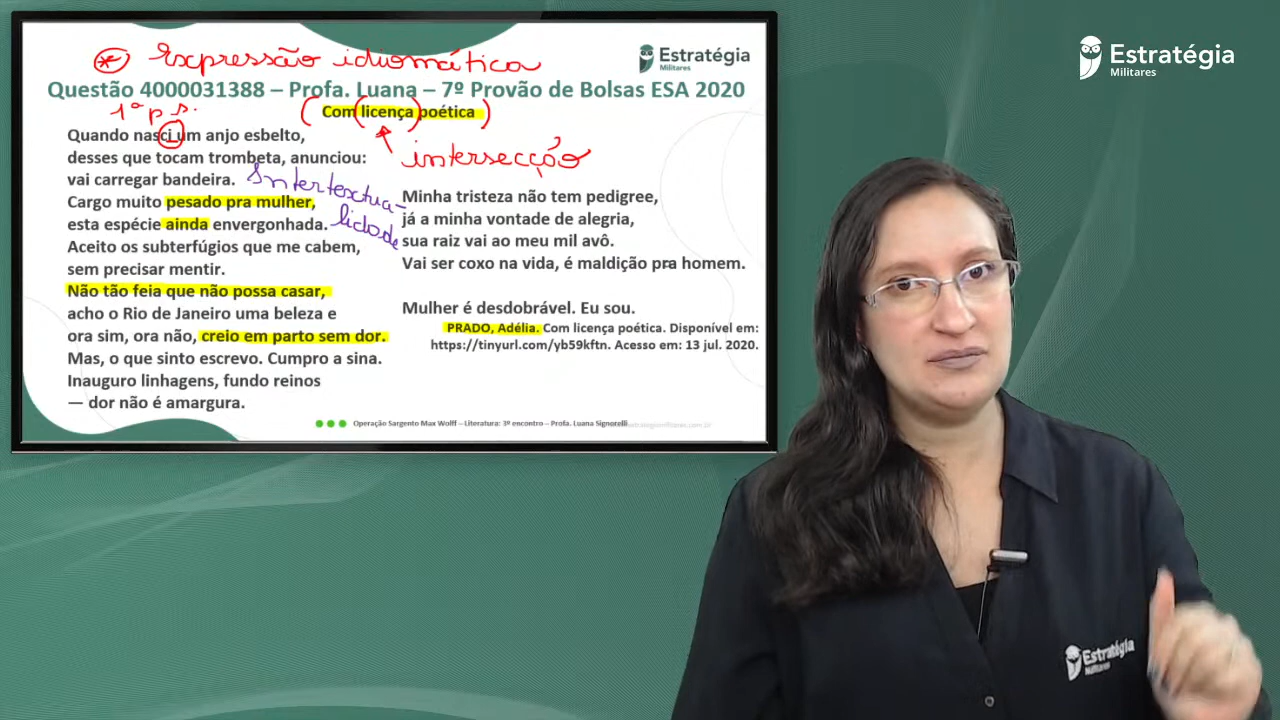 * Expressão idiomática
Estratégia
Militares
Questão 4000031388 – Profa. Luana – 7º Provão de Bolsas ESA 2020
1ª p. s.
Com licença poética
intersecção
Quando nasci um anjo esbelto,
desses que tocam trombeta, anunciou:
vai carregar bandeira.
Intertextua-
lidade
Cargo muito pesado pra mulher,
esta espécie ainda envergonhada.
Aceito os subterfúgios que me cabem,
sem precisar mentir.
Não tão feia que não possa casar,
acho o Rio de Janeiro uma beleza e
ora sim, ora não, creio em parto sem dor.
Mas, o que sinto escrevo. Cumpro a sina.
Inauguro linhagens, fundo reinos
— dor não é amargura.
Minha tristeza não tem pedigree,
já a minha vontade de alegria,
sua raiz vai ao meu mil avô.
Vai ser coxo na vida, é maldição pra homem.
Mulher é desdobrável. Eu sou.
PRADO, Adélia. Com licença poética. Disponível em:
https://tinyurl.com/yb59kftn. Acesso em: 13 jul. 2020.
Operação Sargento Max Wolff – Literatura: 3º encontro – Profa. Luana Signorelli
Estratégia
Militares
Estratégia
Militares